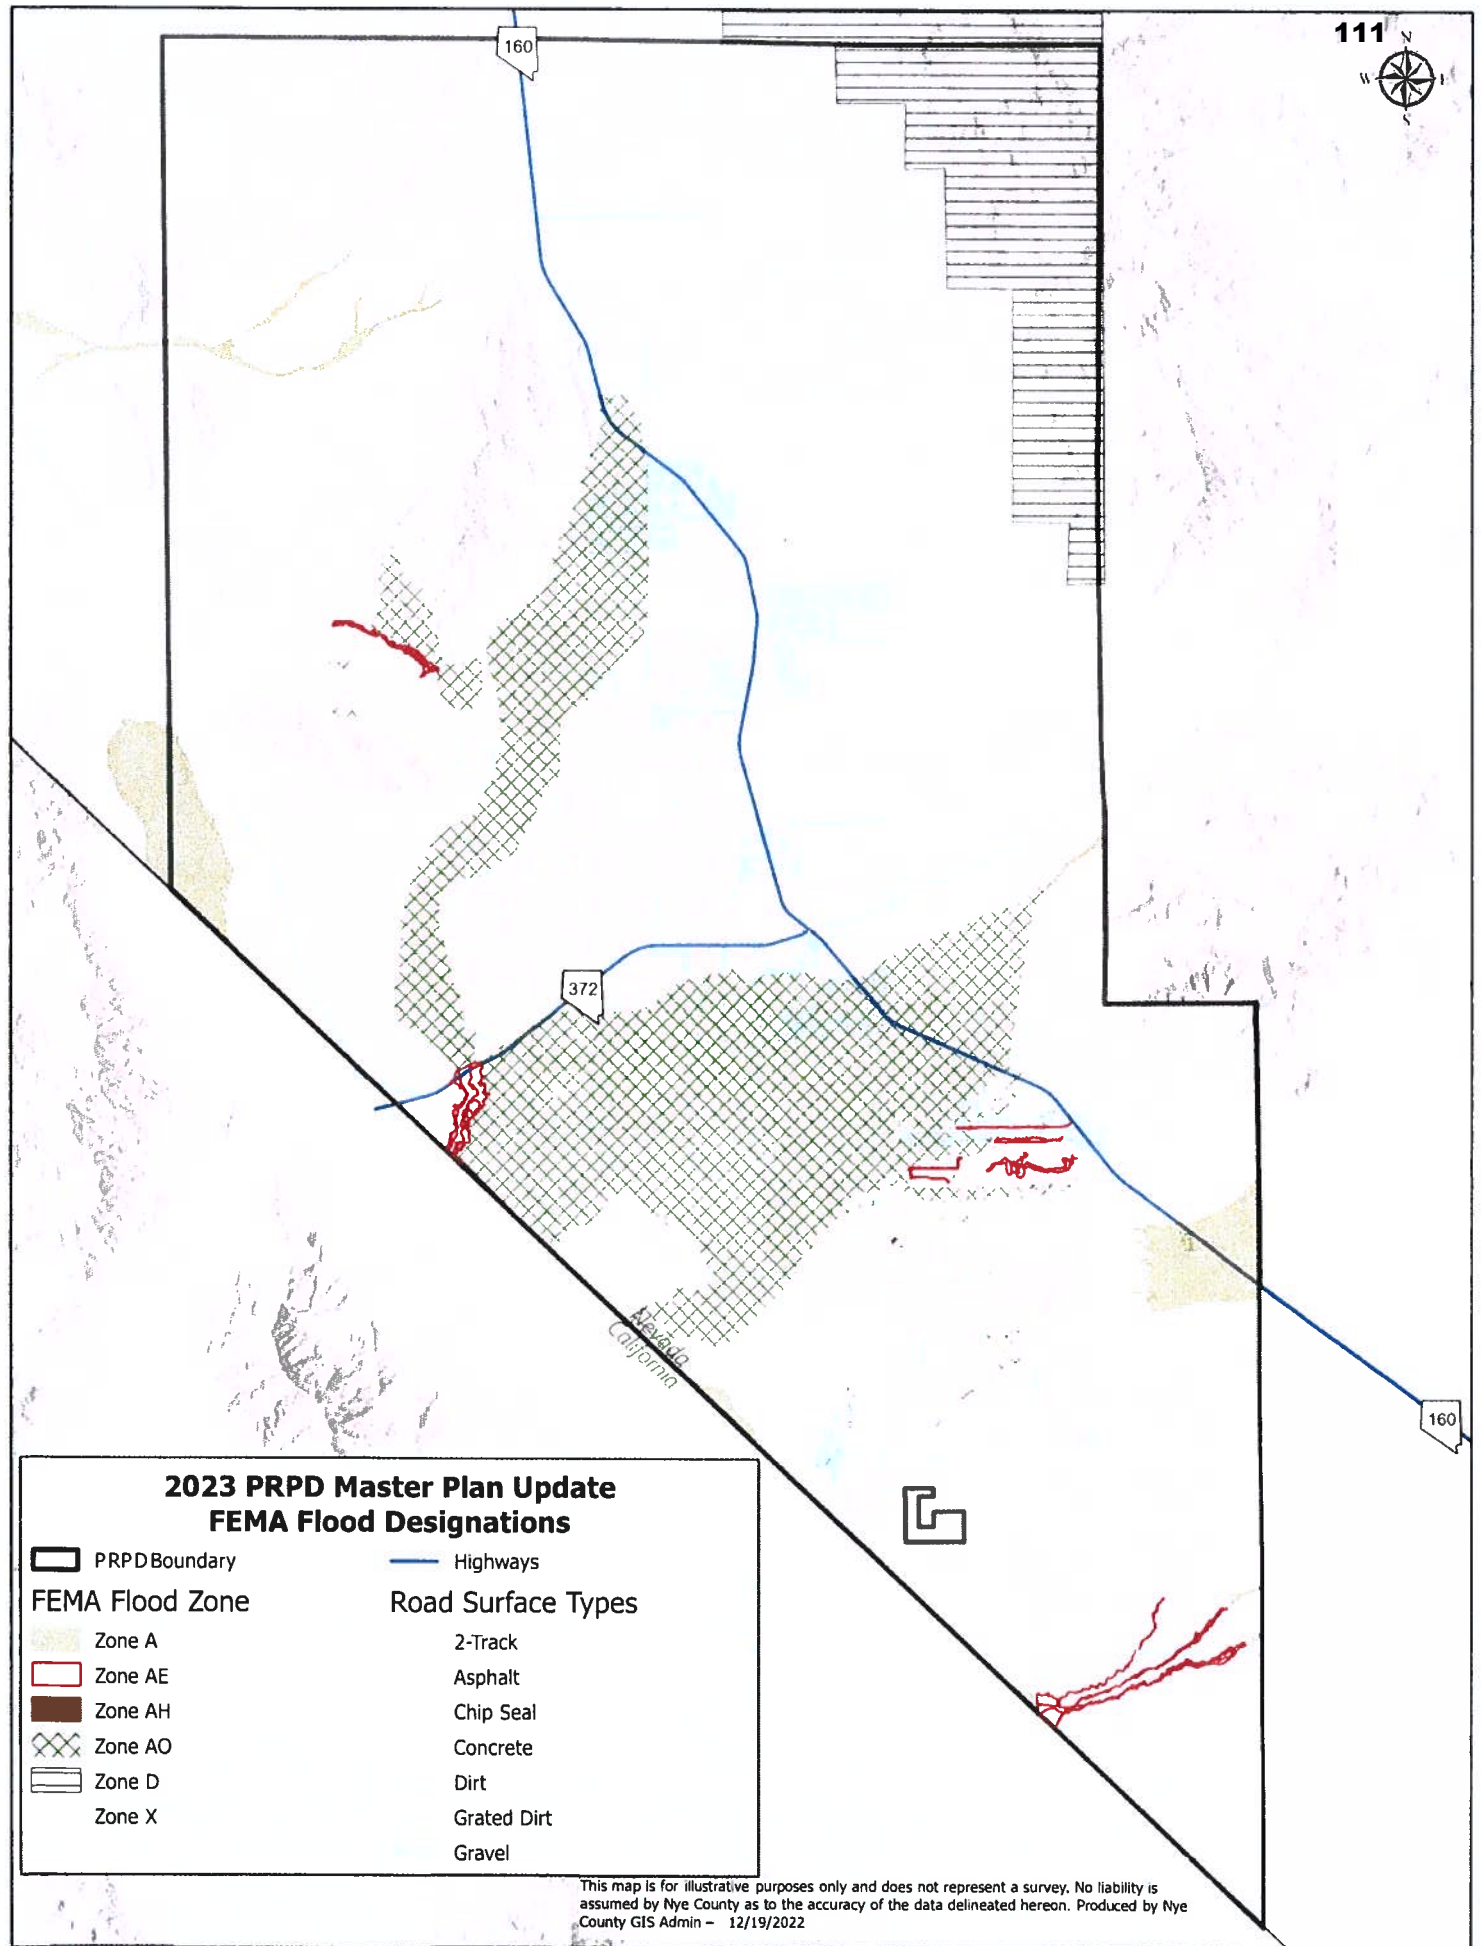 111
N
W
S
160
372
Nevada
California
160
2023 PRPD Master Plan Update
FEMA Flood Designations
PRPD Boundary
Highways
FEMA Flood Zone
Road Surface Types
Zone A
2-Track
Zone AE
Asphalt
Zone AH
Chip Seal
Zone AO
Concrete
Zone D
Dirt
Zone X
Grated Dirt
Gravel
This map is for illustrative purposes only and does not represent a survey. No liability is
assumed by Nye County as to the accuracy of the data delineated hereon. Produced by Nye
County GIS Admin - 12/19/2022